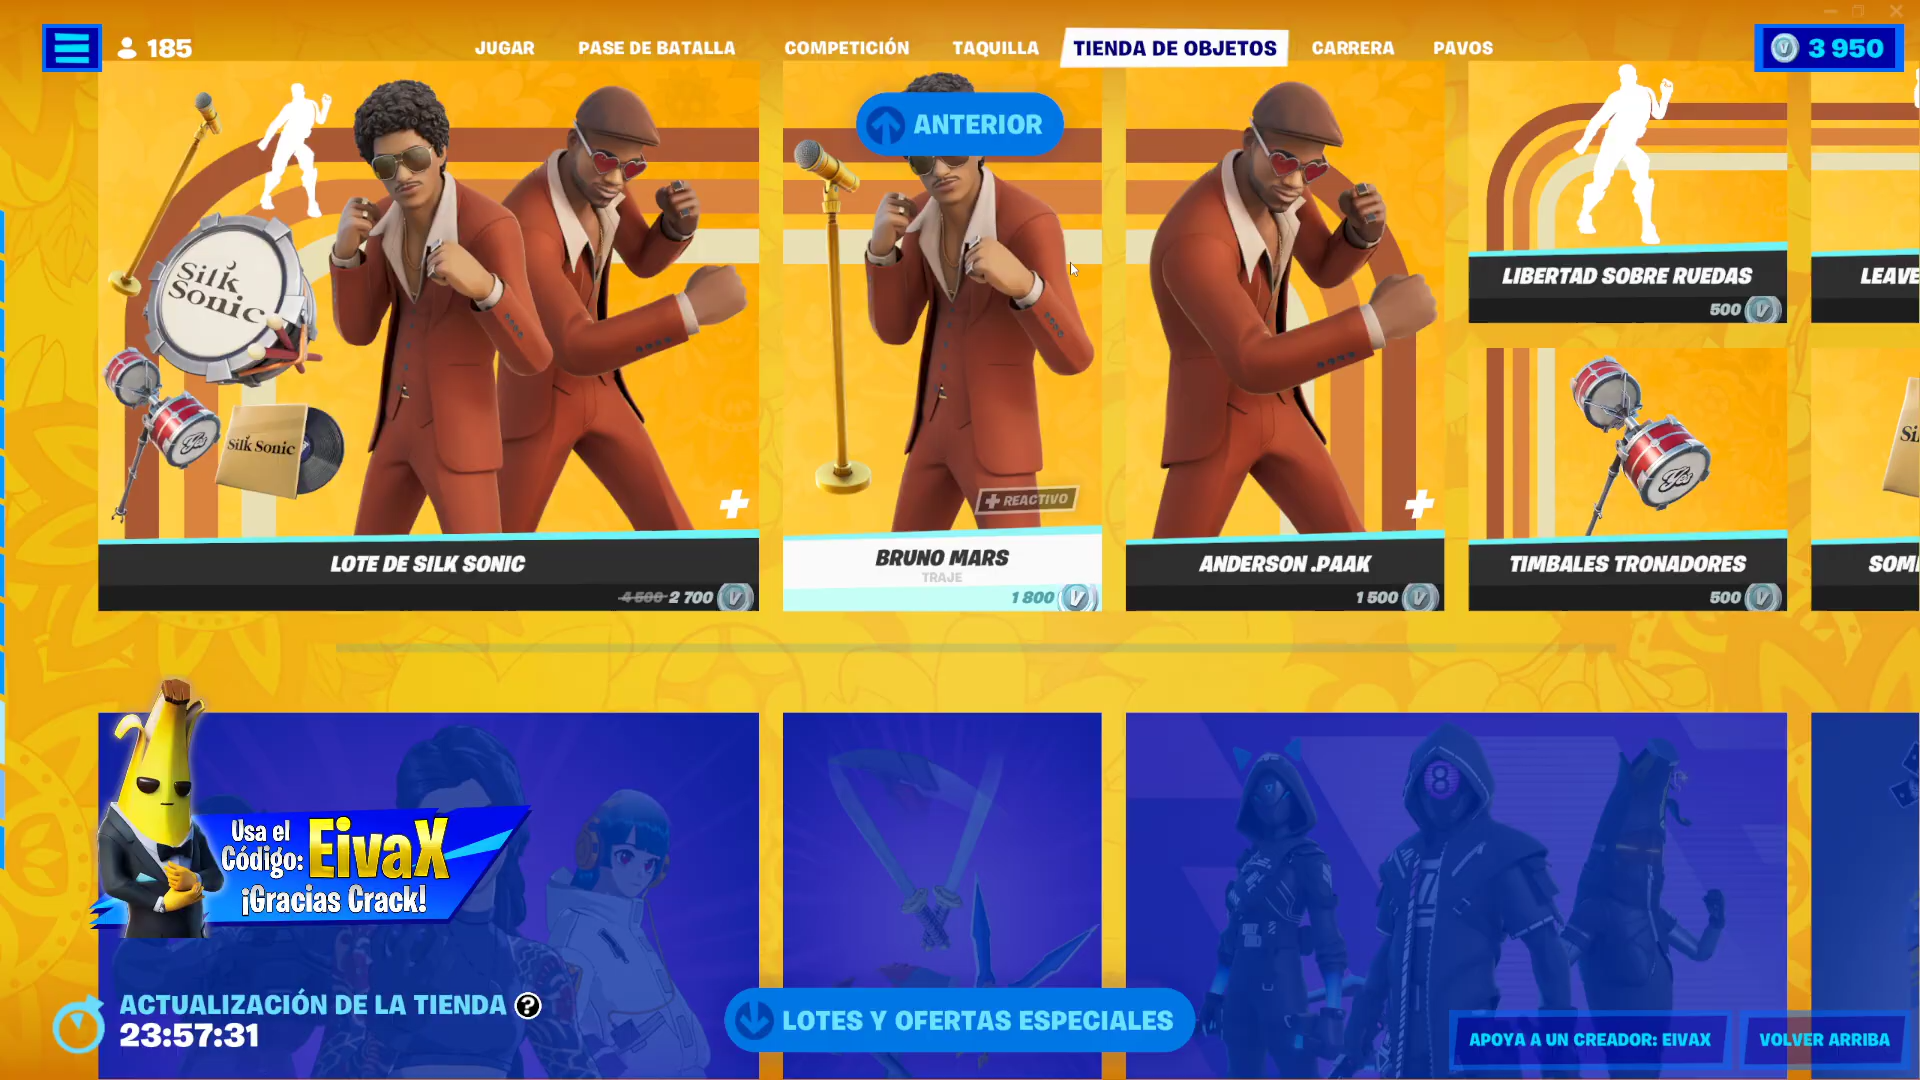 185
JUGAR
PASE DE BATALLA
COMPETICIÓN
TAQUILLA
TIENDA DE OBJETOS
CARRERA
PAVOS
3 950
ANTERIOR
Silk
Sonic
Yes
Silk Sonic
LOTE DE SILK SONIC
4 500 2 700
+ REACTIVO
BRUNO MARS
TRAJE
1 800
ANDERSON .PAAK
1 500
LIBERTAD SOBRE RUEDAS
500
LEAVE
Yes
TIMBALES TRONADORES
500
8
Usa el
Código: EivaX
¡Gracias Crack!
ACTUALIZACIÓN DE LA TIENDA ?
23:57:31
LOTES Y OFERTAS ESPECIALES
APOYA A UN CREADOR: EIVAX
VOLVER ARRIBA